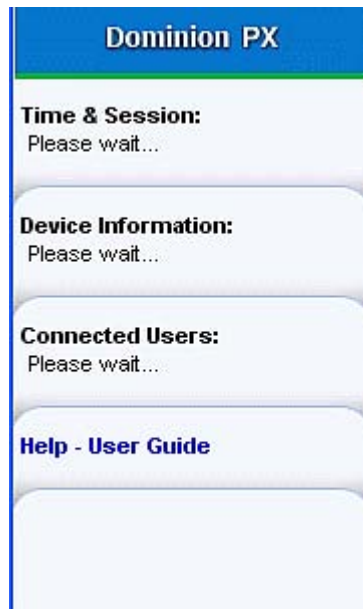 Dominion PX
Time & Session:
Please wait...
Device Information:
Please wait...
Connected Users:
Please wait...
Help - User Guide